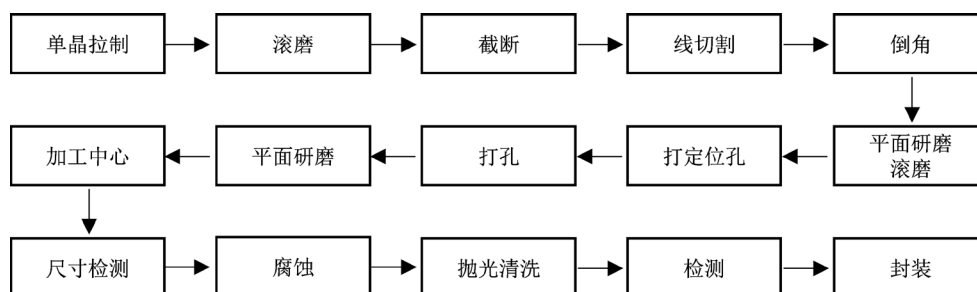 单晶拉制
滚磨
截断
线切割
倒角
平面研磨
滚磨
打定位孔
打孔
平面研磨
加工中心
尺寸检测
腐蚀
抛光清洗
检测
封装